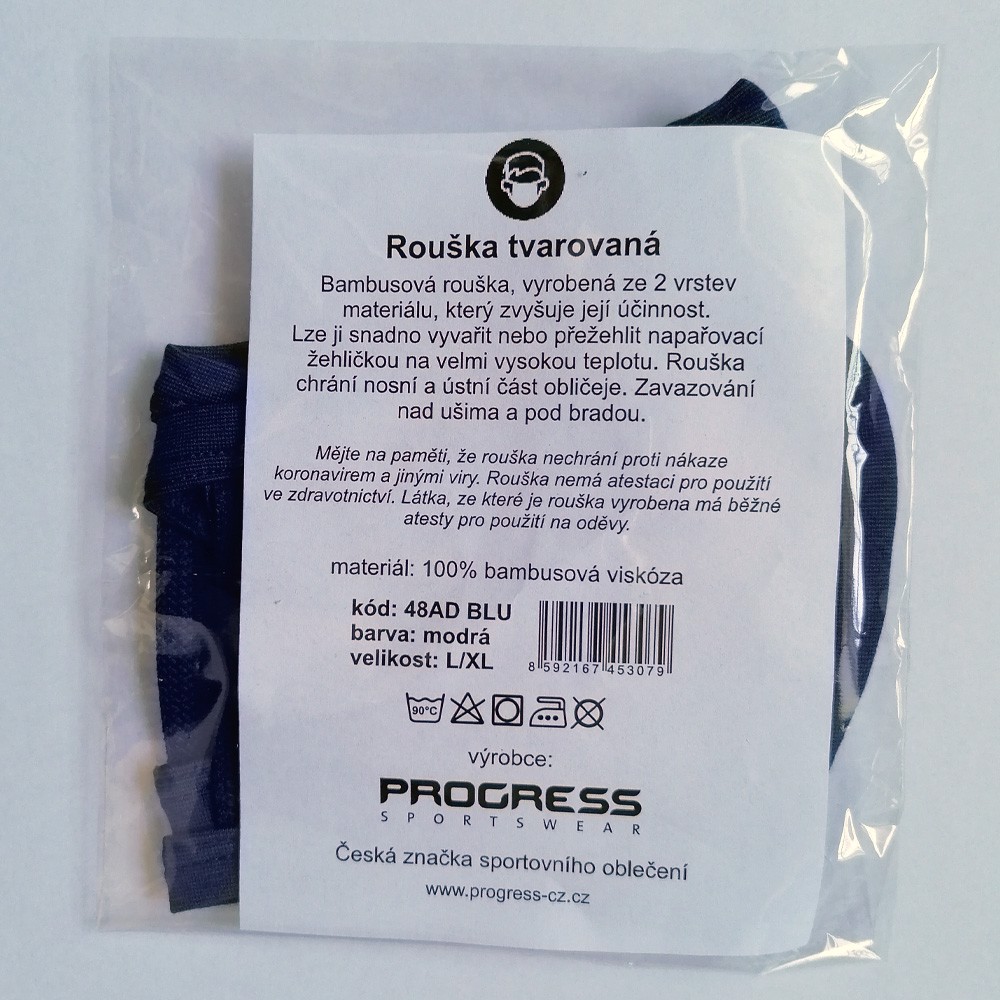 Rouška tvarovaná
Bambusová rouška, vyrobená ze 2 vrstev
materiálu, který zvyšuje její účinnost.
Lze ji snadno vyvařit nebo přežehlit napařovací
žehličkou na velmi vysokou teplotu. Rouška
chrání nosní a ústní část obličeje. Zavazování
nad ušima a pod bradou.
Mějte na paměti, že rouška nechrání proti nákaze
koronavirem a jinými viry. Rouška nemá atestaci pro použití
ve zdravotnictví. Látka, ze které je rouška vyrobena má běžné
atesty pro použití na oděvy.
materiál: 100% bambusová viskóza
kód: 48AD BLU
barva: modrá
velikost: L/XL
8 592167 453079
90°C
výrobce:
PROGRESS
SPORTSWEAR
Česká značka sportovního oblečení
www.progress-cz.cz